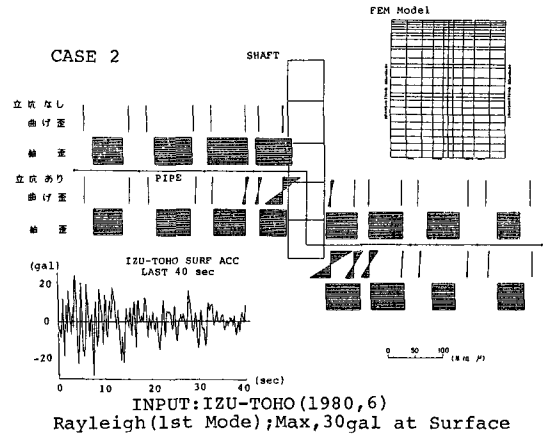 FEM Model
CASE 2
SHAFT
立坑なし
曲げ歪
軸歪
立坑あり
PIPE
曲げ歪
軸歪
(gal)
IZU-TOHO SURF ACC
LAST 40 sec
20
0
-20
0 10 20 30 40
(sec)
0 50 100
INPUT:IZU-TOHO(1980,6)
Rayleigh(1st Mode);Max,30gal at Surface